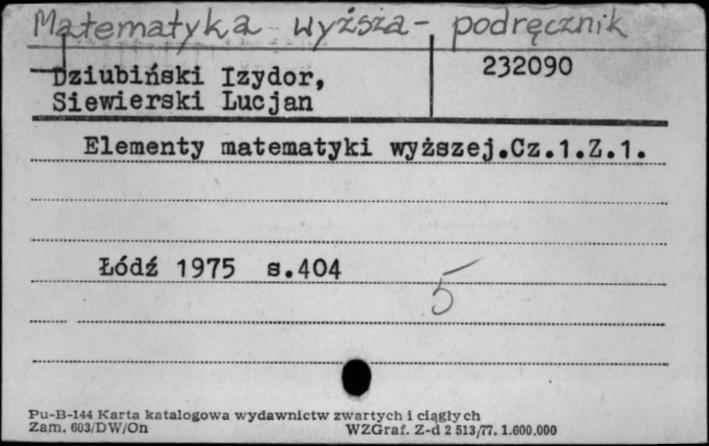 Matematyka wyższa - podręcznik
Dziubiński Izydor,
Siewierski Lucjan
232090
Elementy matematyki wyższej.Cz.1.Z.1.
Łódź 1975 s.404
5
Pu-B-144 Karta katalogowa wydawnictw zwartych i ciągłych
Zam. 603/DW/On WZGraf. Z-d 2 513/77. 1.600.000